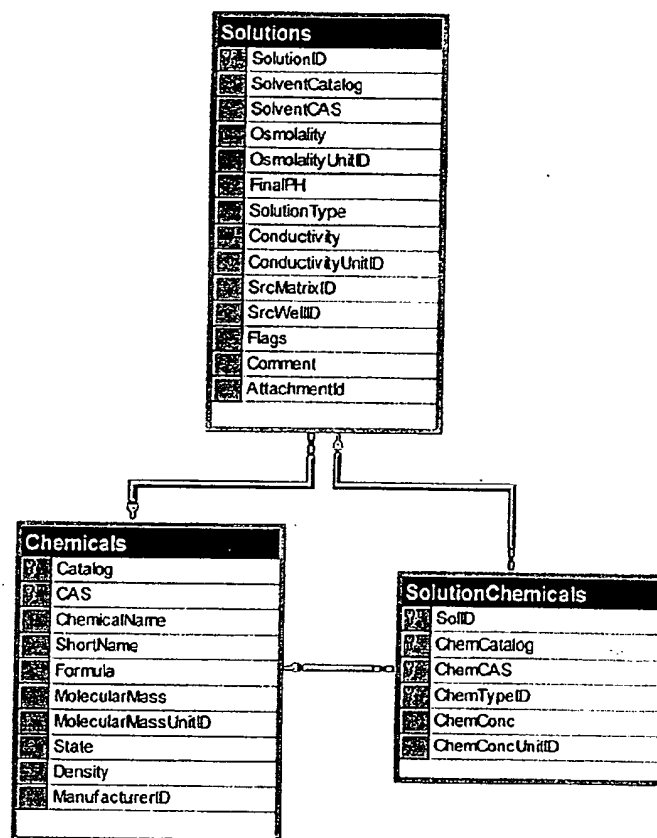 Solutions
SolutionID
SolventCatalog
SolventCAS
Osmolality
OsmolalityUnitID
FinalPH
SolutionType
Conductivity
ConductivityUnitID
SrcMatrixID
SrcWellID
Flags
Comment
AttachmentId
Chemicals
Catalog
CAS
ChemicalName
ShortName
Formula
MolecularMass
MolecularMassUnitID
State
Density
ManufacturerID
SolutionChemicals
SolID
ChemCatalog
ChemCAS
ChemTypeID
ChemConc
ChemConcUnitID